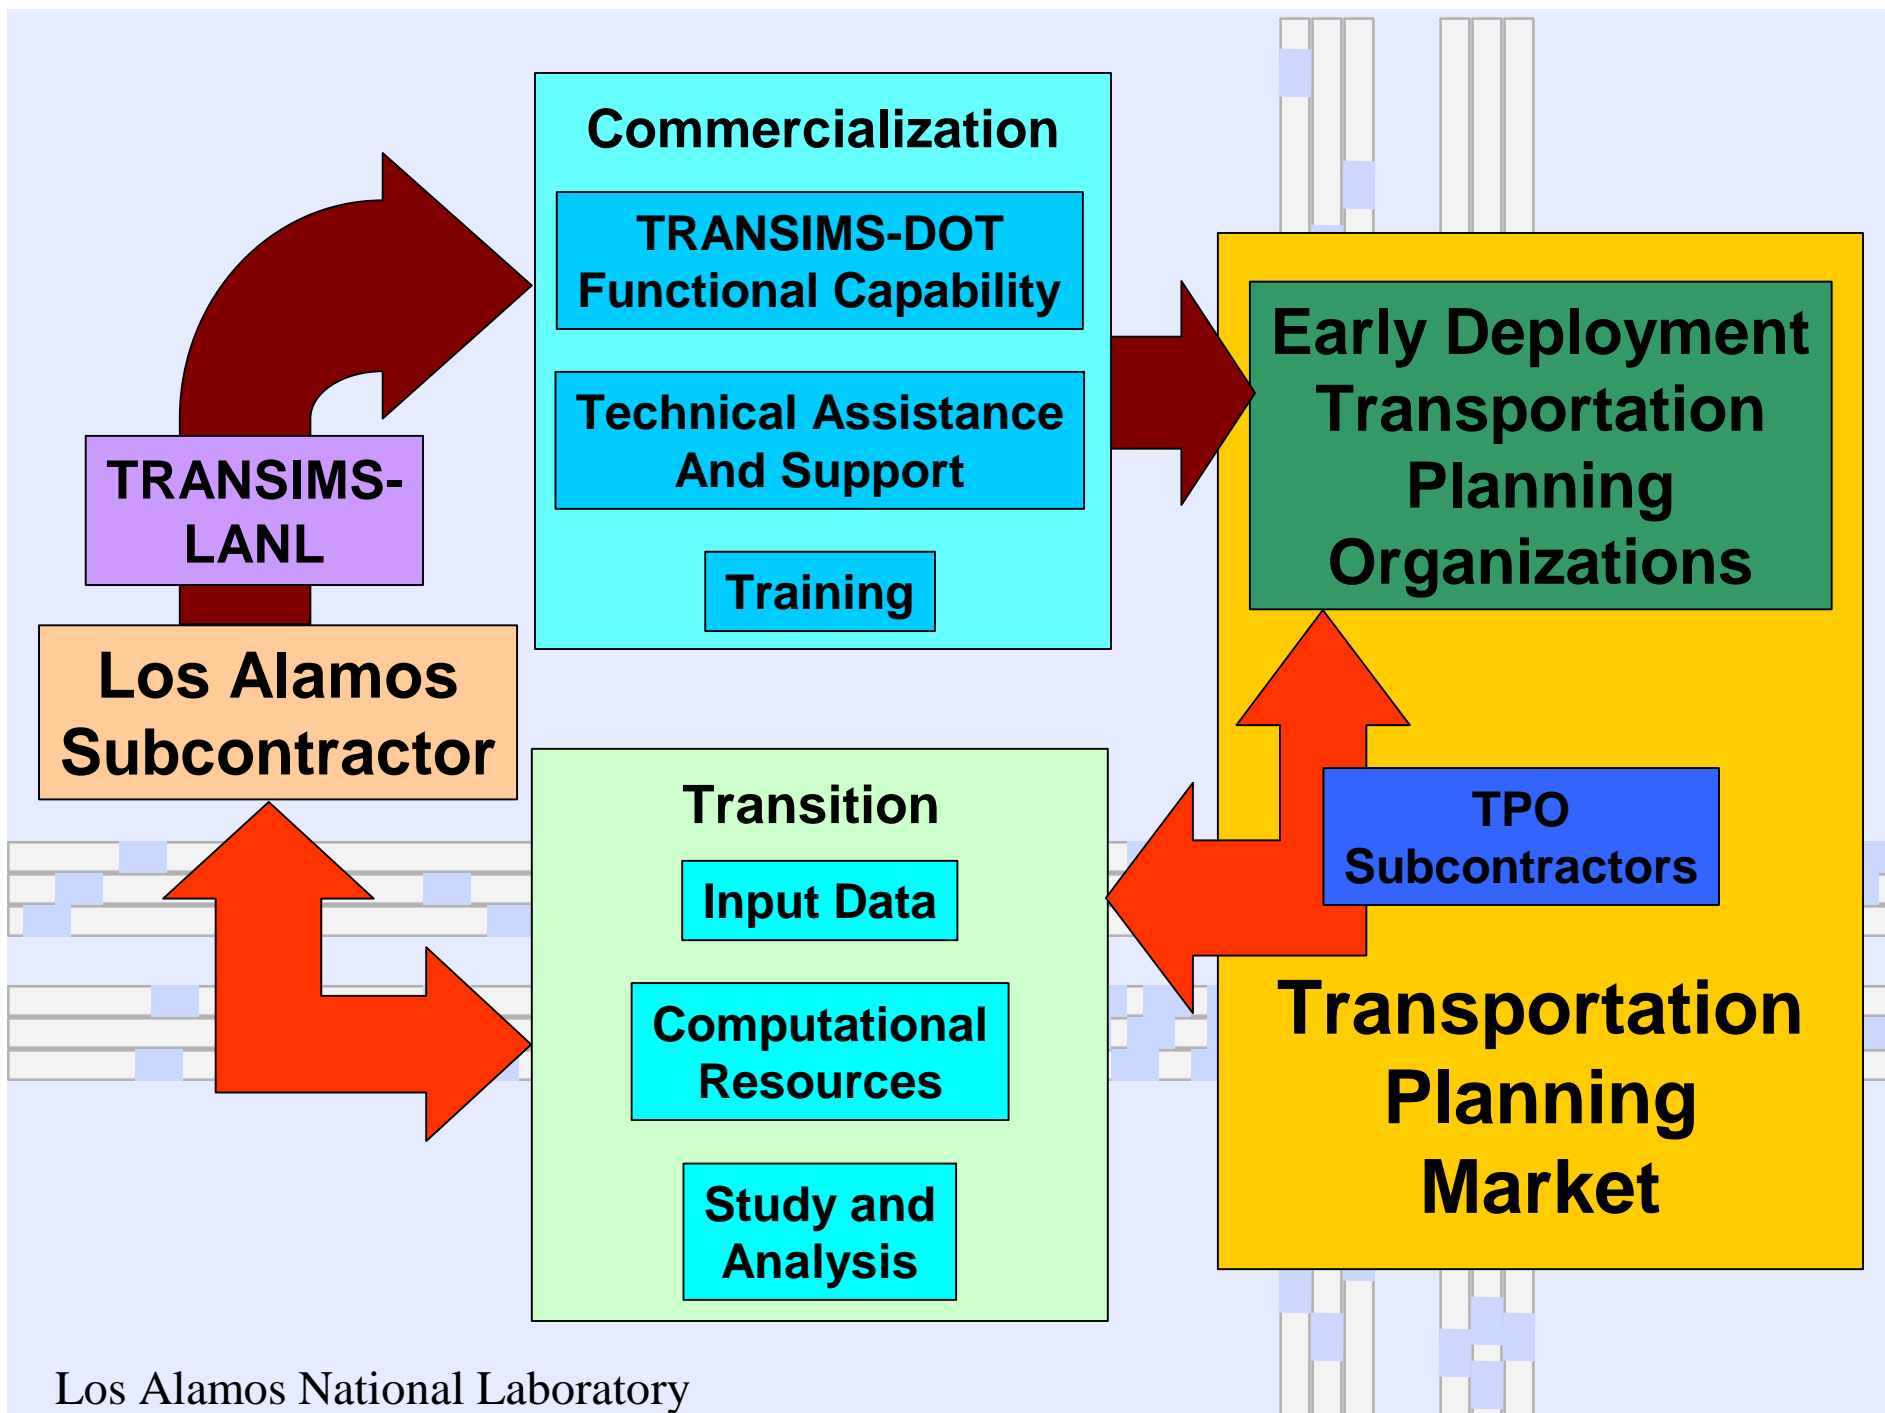 Commercialization
TRANSIMS-DOT
Functional Capability
Technical Assistance
And Support
Training
TRANSIMS-
LANL
Los Alamos
Subcontractor
Transition
Input Data
Computational
Resources
Study and
Analysis
Early Deployment
Transportation
Planning
Organizations
TPO
Subcontractors
Transportation
Planning
Market
Los Alamos National Laboratory